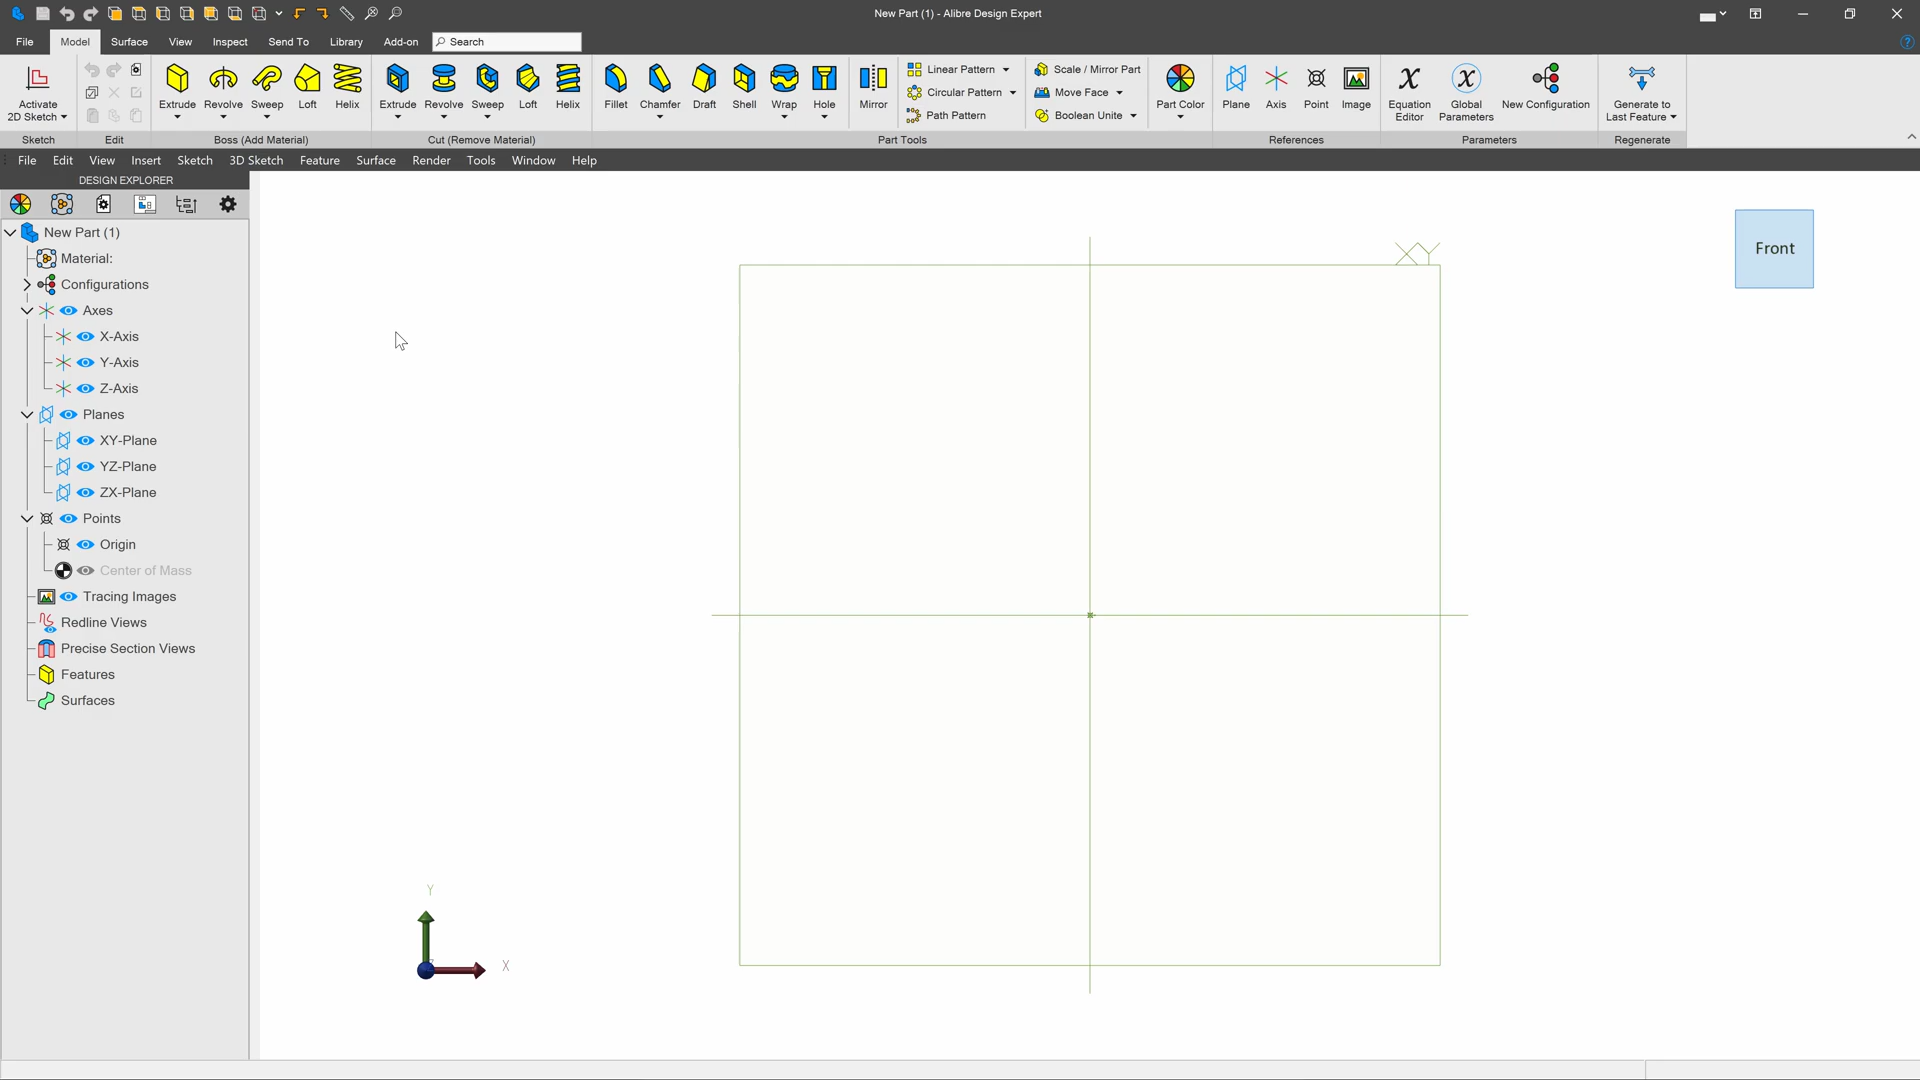 New Part (1) - Alibre Design Expert
File Model Surface View Inspect Send To Library Add-on Search
Activate
2D Sketch
Sketch
Edit
Extrude Revolve Sweep Loft Helix
Boss (Add Material)
Extrude Revolve Sweep Loft Helix
Cut (Remove Material)
Fillet Chamfer Draft Shell Wrap Hole
Mirror
Linear Pattern
Circular Pattern
Path Pattern
Scale / Mirror Part
Move Face
Boolean Unite
Part Color
Part Tools
Plane Axis Point Image
References
Equation
Editor
Global
Parameters
New Configuration
Parameters
Generate to
Last Feature
Regenerate
File Edit View Insert Sketch 3D Sketch Feature Surface Render Tools Window Help
DESIGN EXPLORER
New Part (1)
Material:
Configurations
Axes
X-Axis
Y-Axis
Z-Axis
Planes
XY-Plane
YZ-Plane
ZX-Plane
Points
Origin
Center of Mass
Tracing Images
Redline Views
Precise Section Views
Features
Surfaces
XY
Front
Y
X